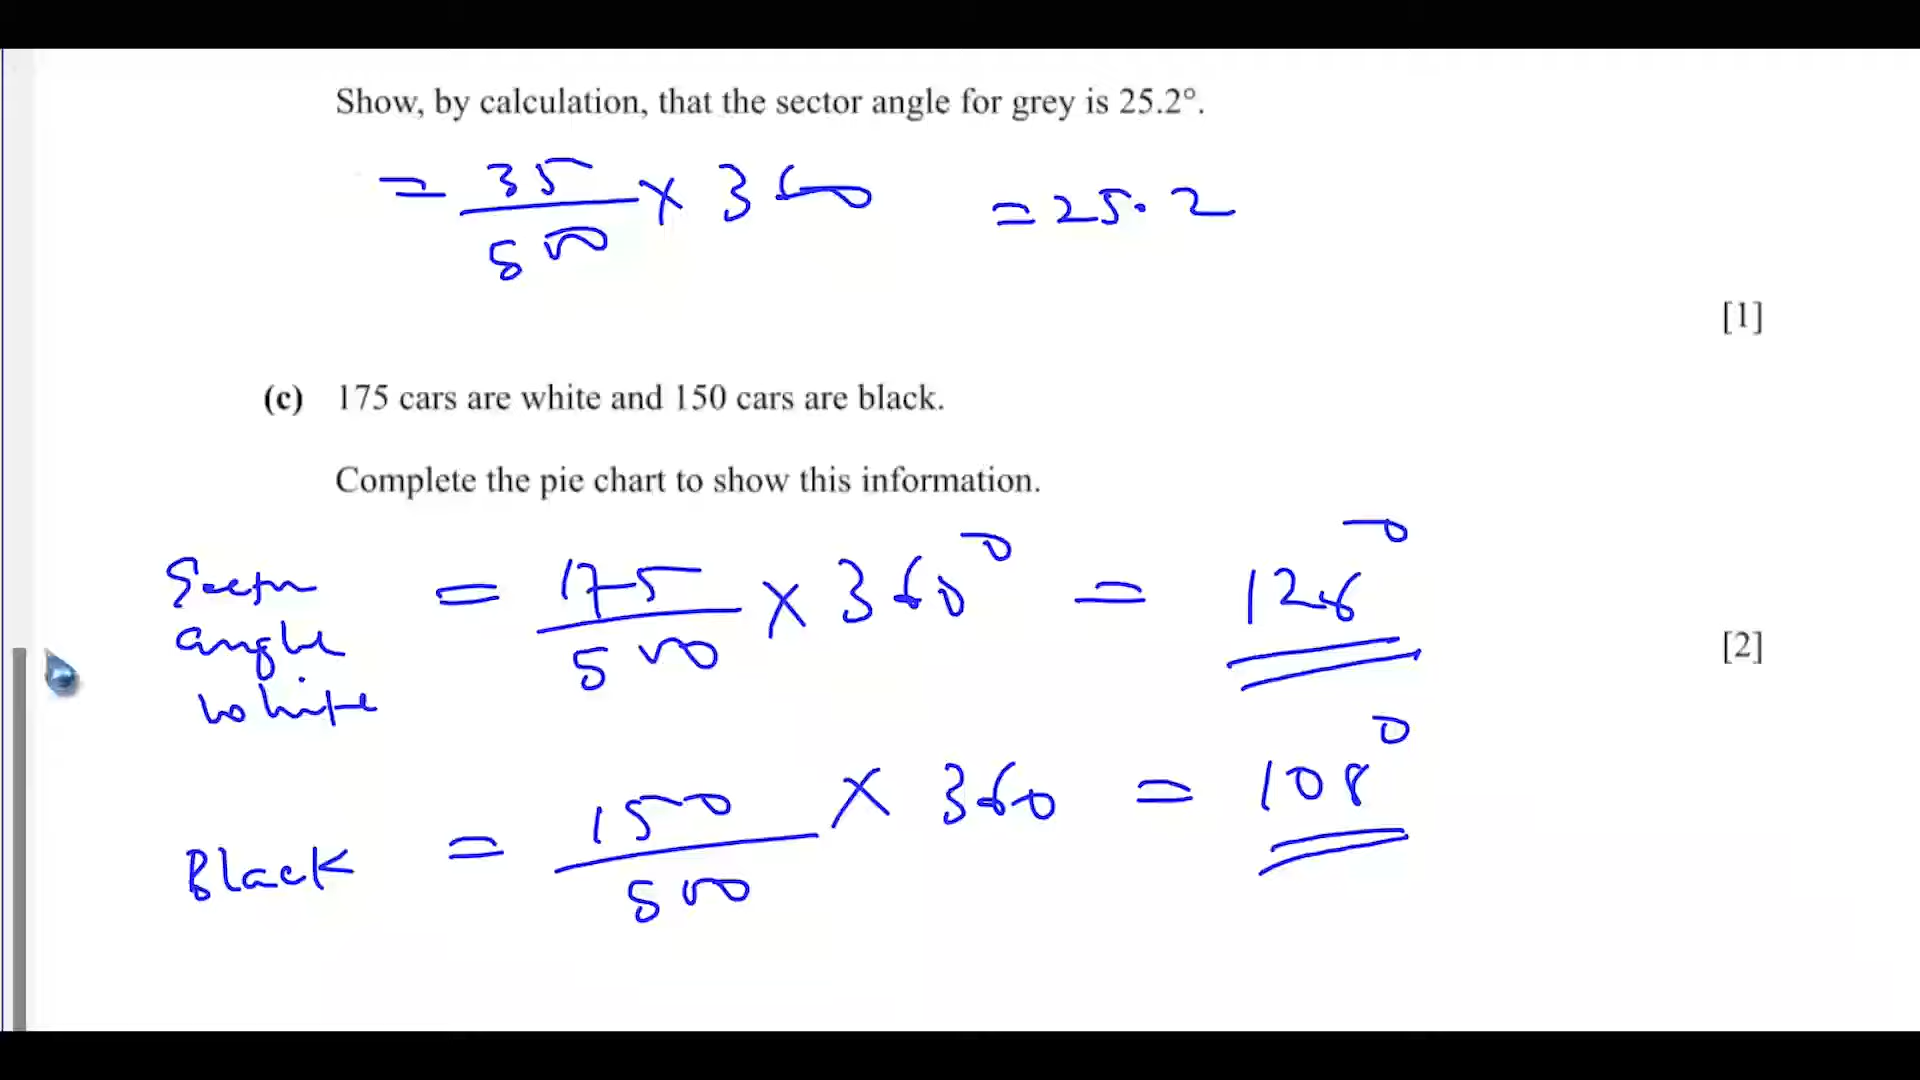 Show, by calculation, that the sector angle for grey is 25.2°.
= 35/500 × 360 = 25.2
[1]
(c) 175 cars are white and 150 cars are black.
Complete the pie chart to show this information.
Sector angle white = 175/500 × 360° = 126°
[2]
Black = 150/500 × 360 = 108°